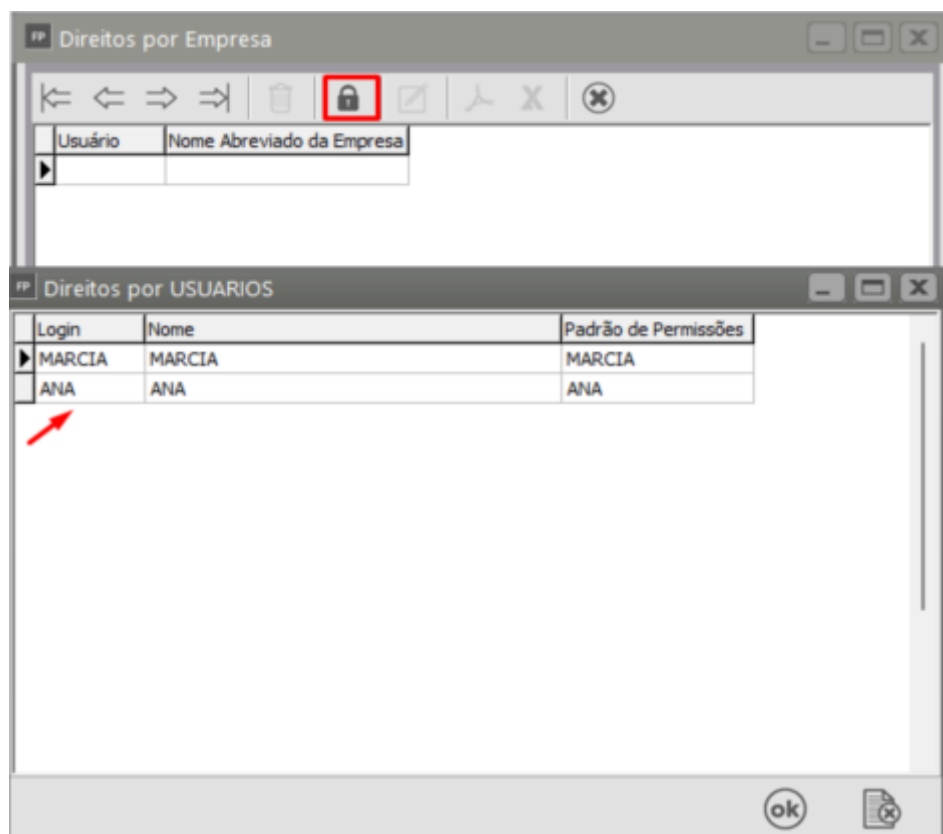 FP Direitos por Empresa
Usuário Nome Abreviado da Empresa
FP Direitos por USUARIOS
Login Nome Padrão de Permissões
MARCIA MARCIA MARCIA
ANA ANA ANA
ok